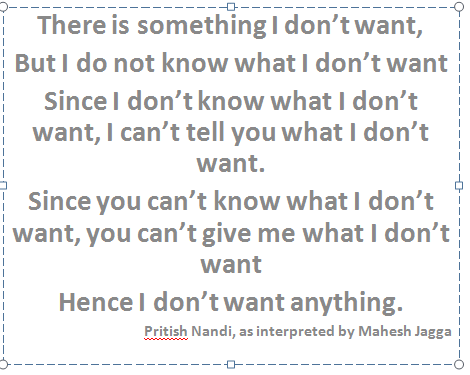 There is something I don’t want,
But I do not know what I don’t want
Since I don’t know what I don’t
want, I can’t tell you what I don’t
want.
Since you can’t know what I don’t
want, you can’t give me what I don’t
want
Hence I don’t want anything.
Pritish Nandi, as interpreted by Mahesh Jagga